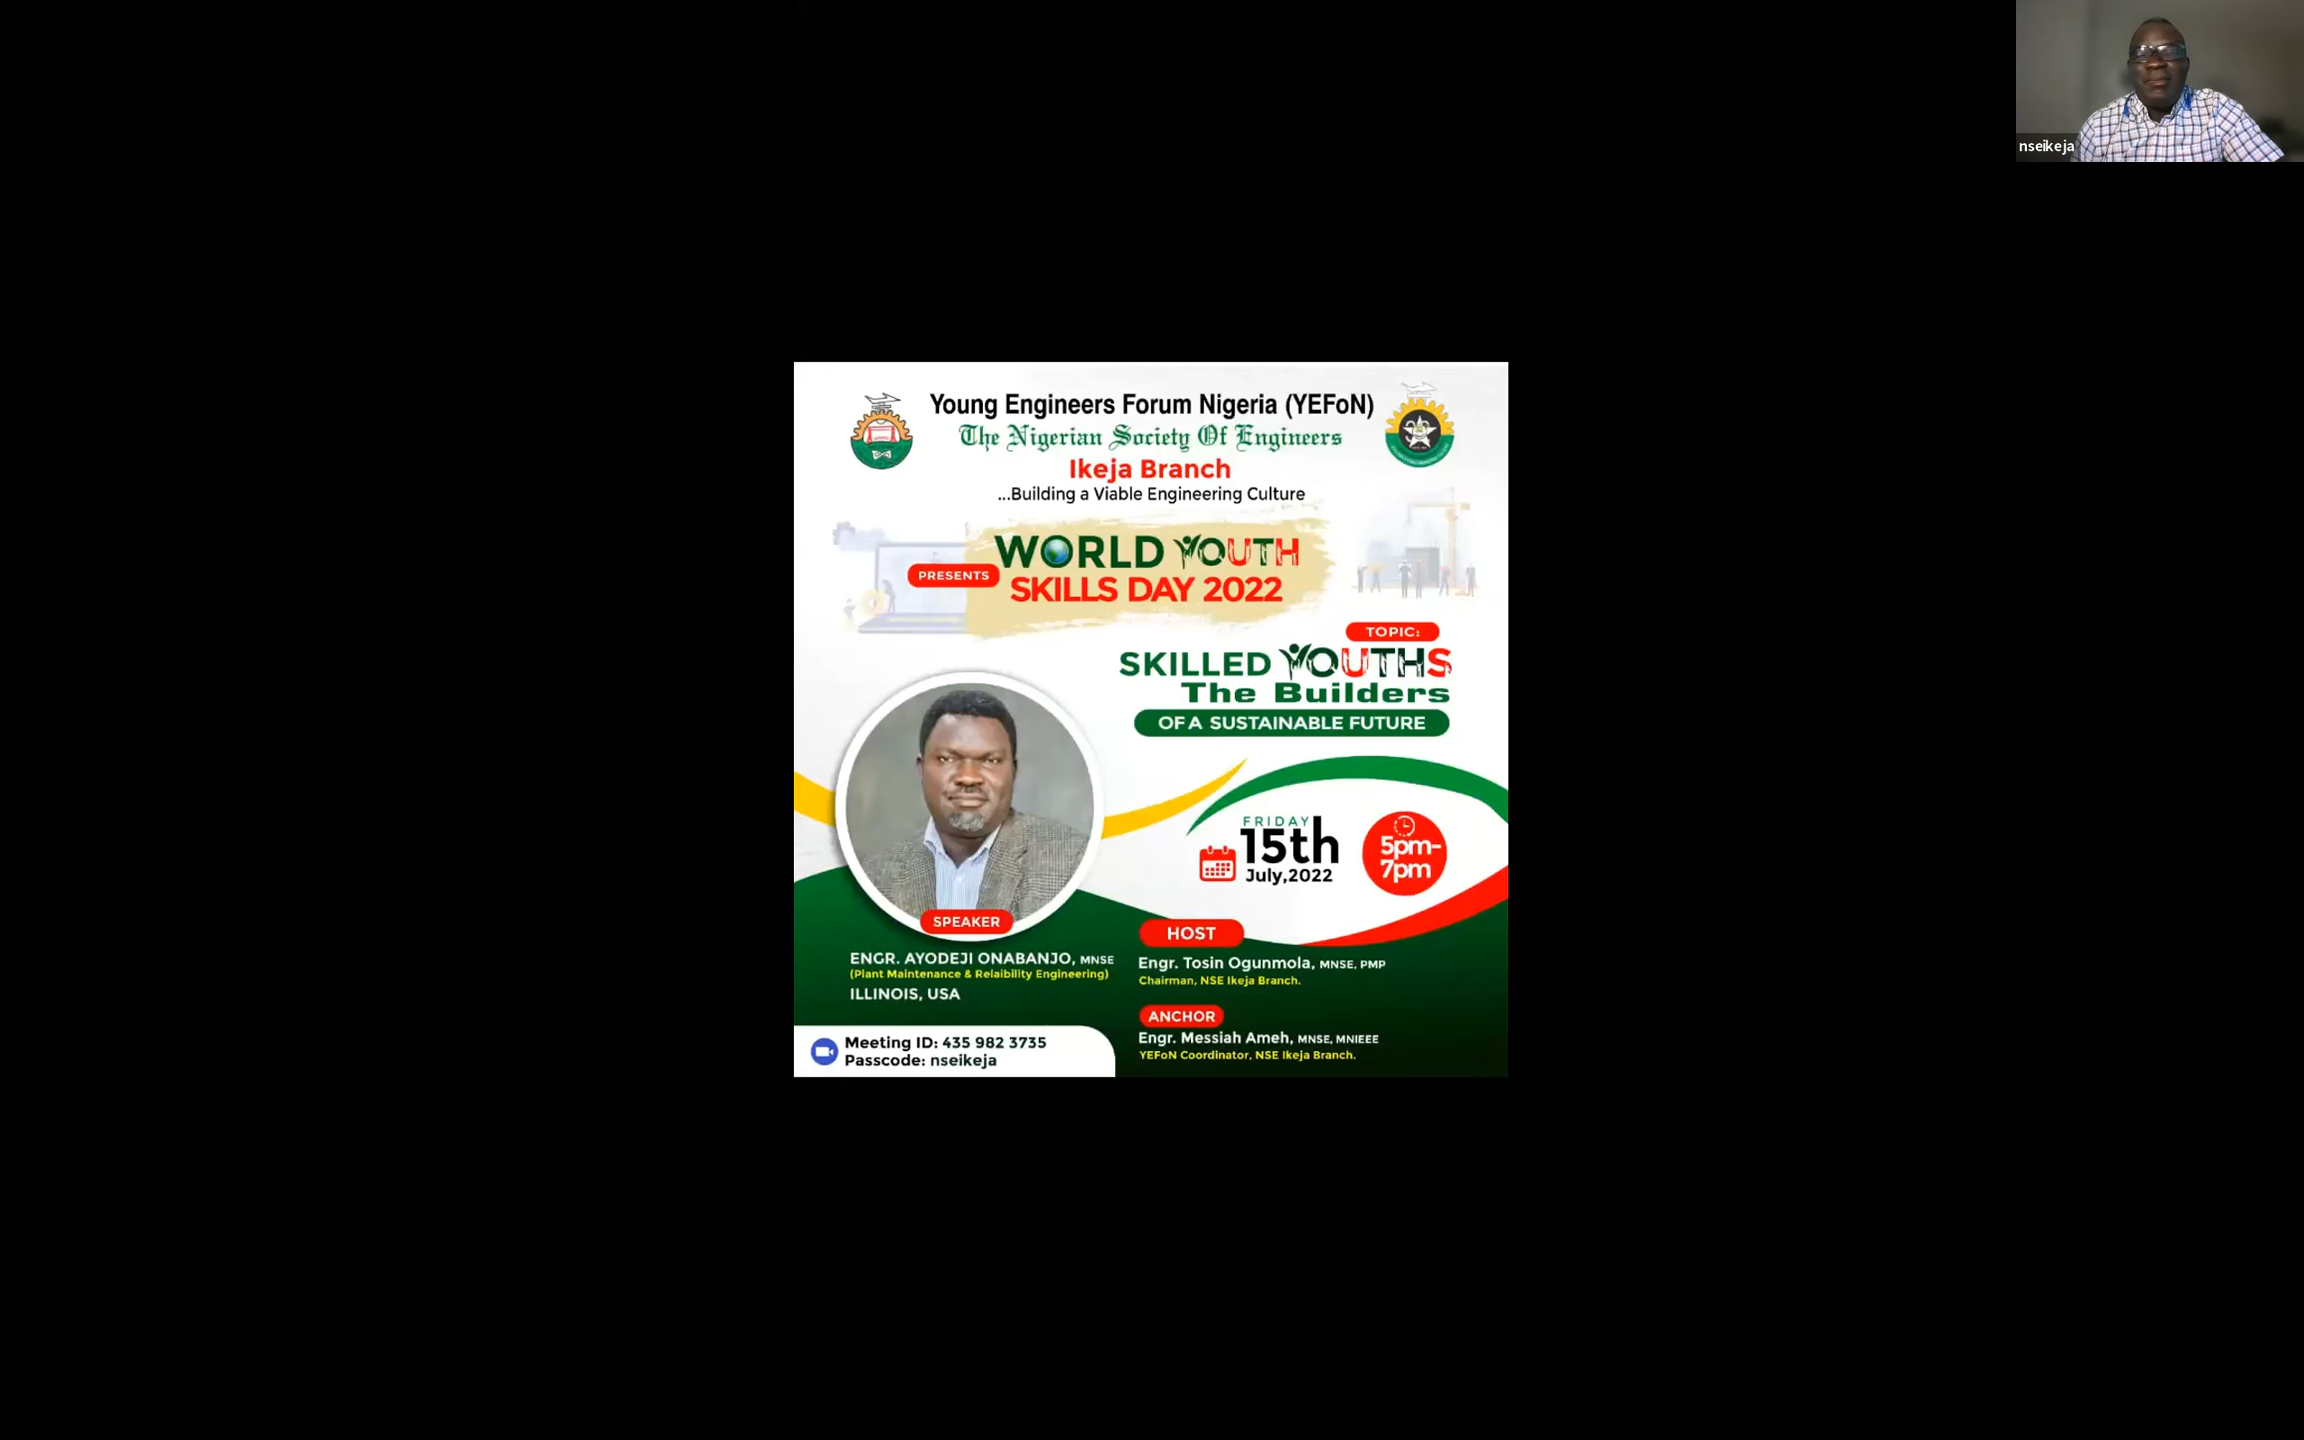 nseikeja
Young Engineers Forum Nigeria (YEFoN)
The Nigerian Society Of Engineers
Ikeja Branch
...Building a Viable Engineering Culture
PRESENTS
WORLD YOUTH
SKILLS DAY 2022
TOPIC:
SKILLED YOUTHS
The Builders
OF A SUSTAINABLE FUTURE
FRIDAY
15th
July,2022
5pm-
7pm
SPEAKER
ENGR. AYODEJI ONABANJO, MNSE
(Plant Maintenance & Relaibility Engineering)
ILLINOIS, USA
HOST
Engr. Tosin Ogunmola, MNSE, PMP
Chairman, NSE Ikeja Branch.
ANCHOR
Engr. Messiah Ameh, MNSE, MNIEEE
YEFoN Coordinator, NSE Ikeja Branch.
Meeting ID: 435 982 3735
Passcode: nseikeja